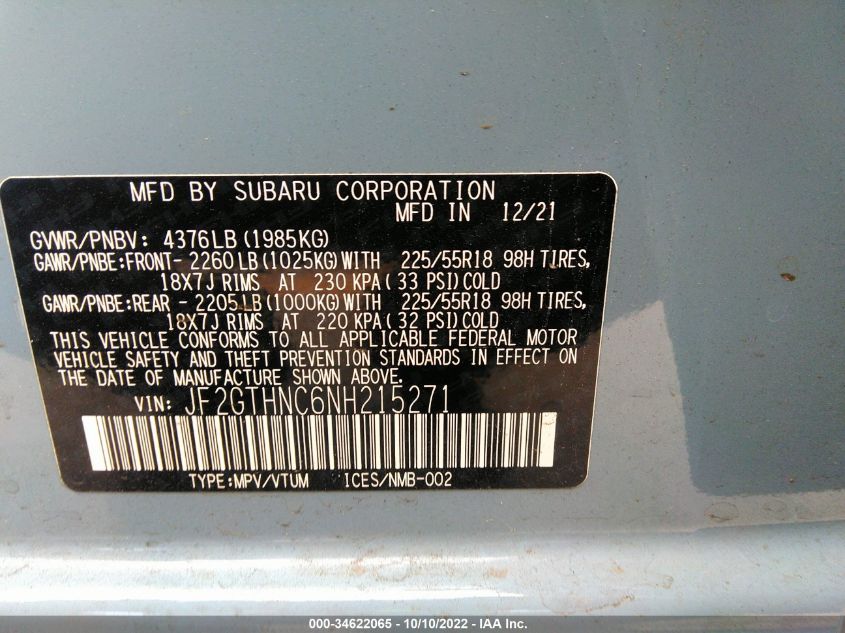 MFD BY SUBARU CORPORATION
MFD IN 12/21
GVWR/PNBV: 4376LB (1985KG)
GAWR/PNBE:FRONT- 2260LB (1025KG) WITH 225/55R18 98H TIRES,
18X7J RIMS AT 230 KPA ( 33 PSI) COLD
GAWR/PNBE:REAR - 2205LB (1000KG) WITH 225/55R18 98H TIRES,
18X7J RIMS AT 220 KPA ( 32 PSI) COLD
THIS VEHICLE CONFORMS TO ALL APPLICABLE FEDERAL MOTOR
VEHICLE SAFETY AND THEFT PREVENTION STANDARDS IN EFFECT ON
THE DATE OF MANUFACTURE SHOWN ABOVE.
VIN: JF2GTHNC6NH215271
TYPE:MPV/VTUM ICES/NMB-002
000-34622065 - 10/10/2022 - IAA Inc.